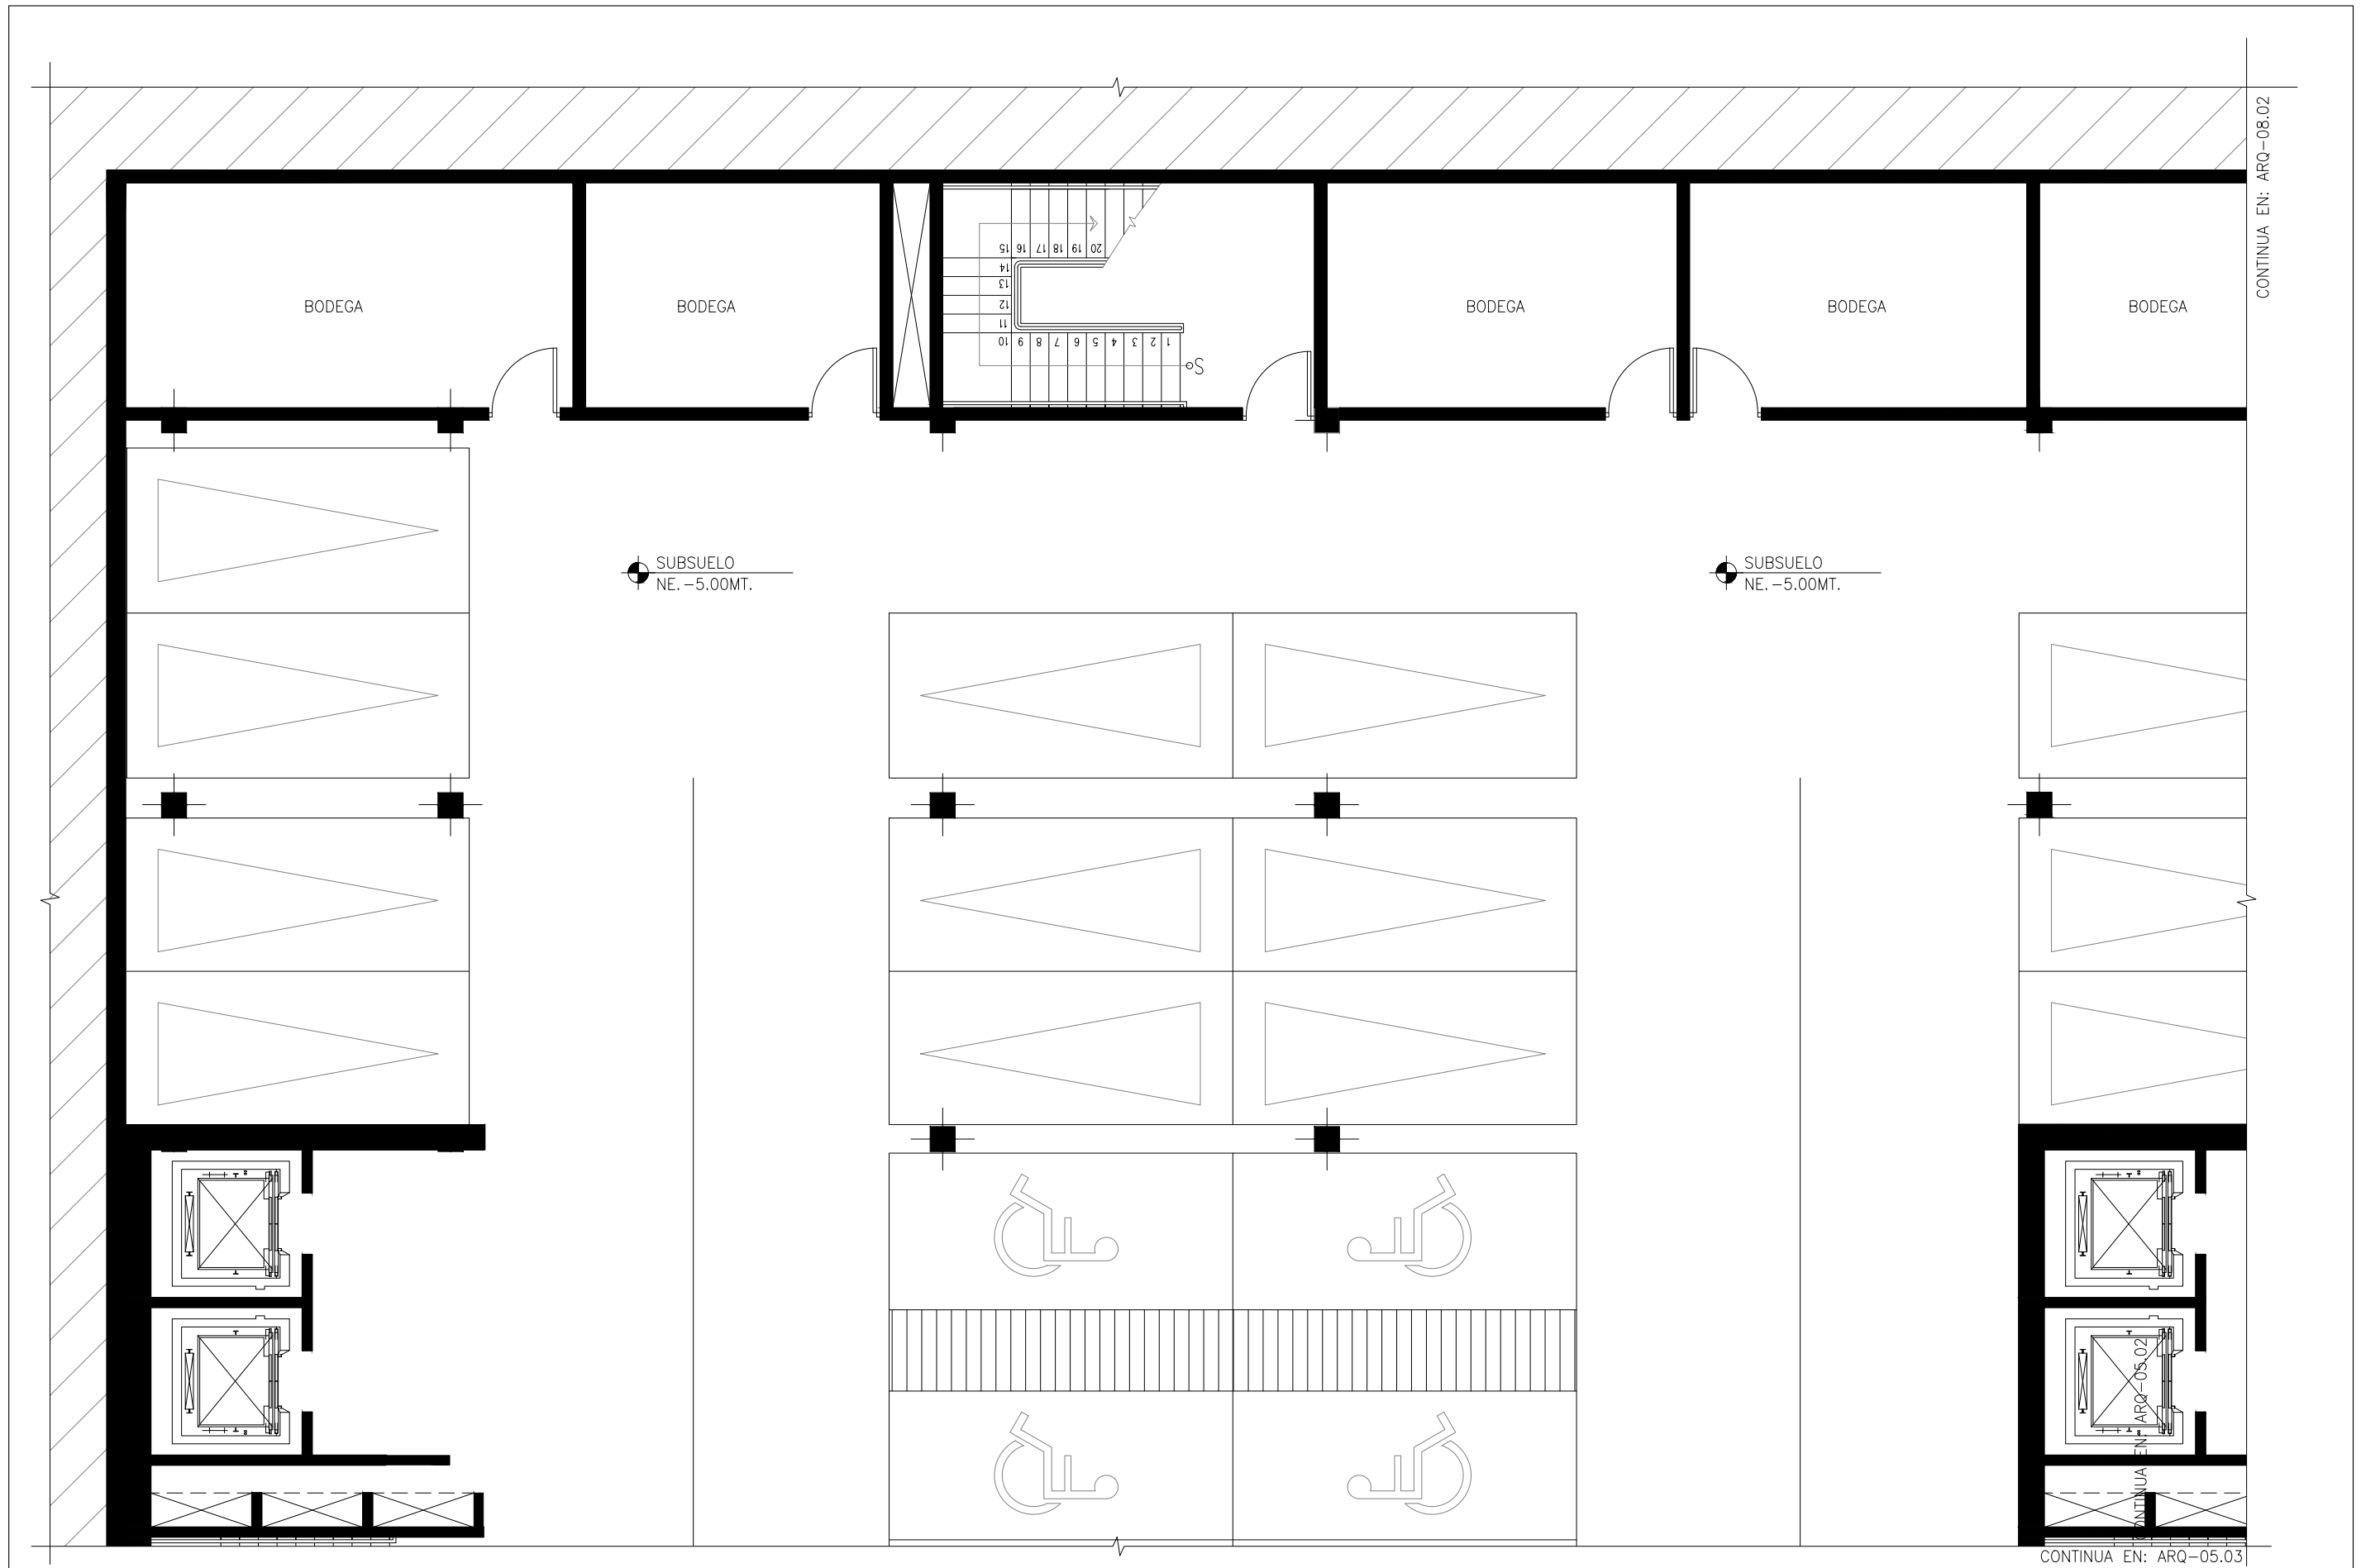 CONTINUA EN: ARQ-08.02
15 16 17 18 19 20
14
13
12
11
10 9 8 7 6 5 4 3 2 1
S
BODEGA
BODEGA
BODEGA
BODEGA
BODEGA
SUBSUELO
NE. -5.00MT.
SUBSUELO
NE. -5.00MT.
CONTINUA EN: ARQ-05.02
CONTINUA EN: ARQ-05.03